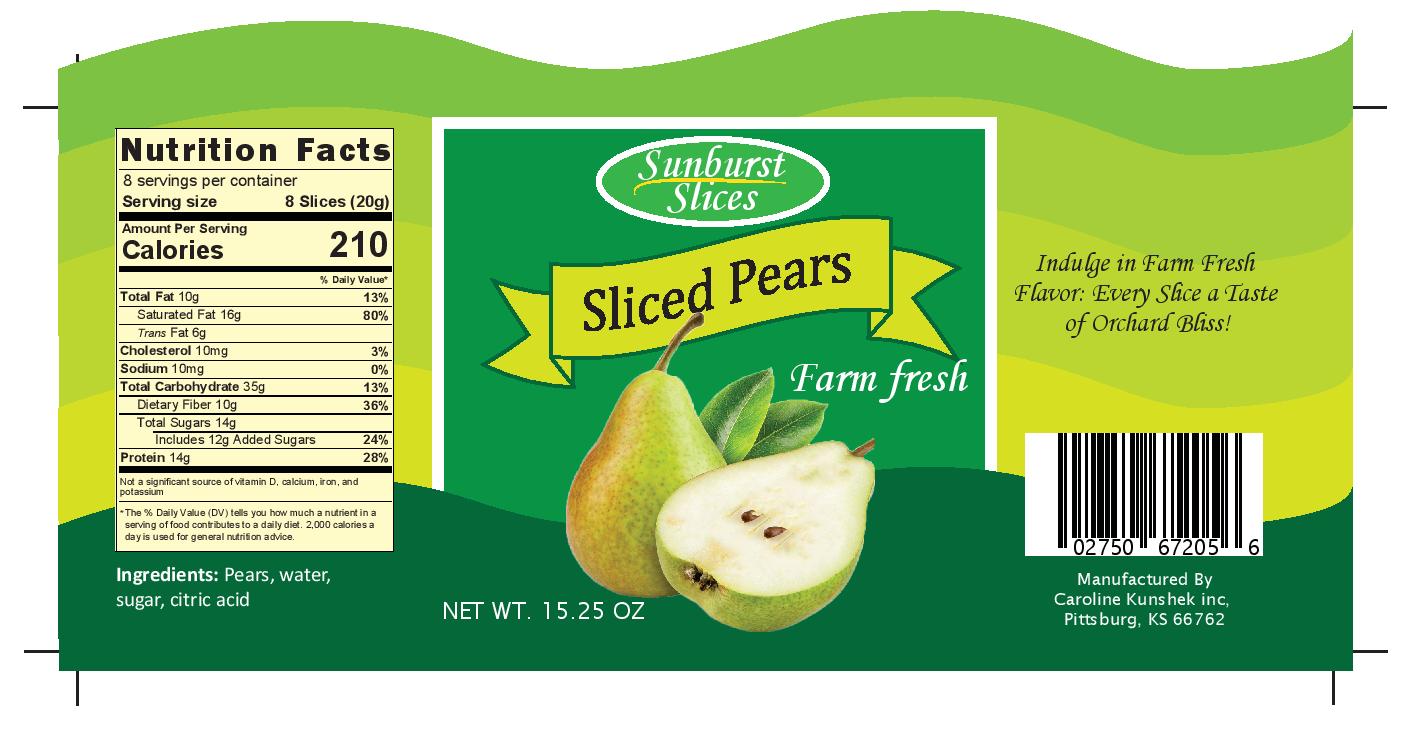 Nutrition Facts
8 servings per container
Serving size 8 Slices (20g)
Amount Per Serving
Calories 210
% Daily Value*
Total Fat 10g 13%
Saturated Fat 16g 80%
Trans Fat 6g
Cholesterol 10mg 3%
Sodium 10mg 0%
Total Carbohydrate 35g 13%
Dietary Fiber 10g 36%
Total Sugars 14g
Includes 12g Added Sugars 24%
Protein 14g 28%
Not a significant source of vitamin D, calcium, iron, and
potassium
*The % Daily Value (DV) tells you how much a nutrient in a
serving of food contributes to a daily diet. 2,000 calories a
day is used for general nutrition advice.
Ingredients: Pears, water,
sugar, citric acid
Sunburst
Slices
Sliced Pears
Farm fresh
NET WT. 15.25 OZ
Indulge in Farm Fresh
Flavor: Every Slice a Taste
of Orchard Bliss!
02750 67205 6
Manufactured By
Caroline Kunshek inc,
Pittsburg, KS 66762